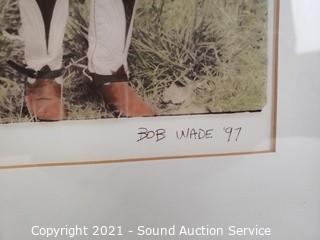 BOB WADE '97
Copyright 2021 - Sound Auction Service